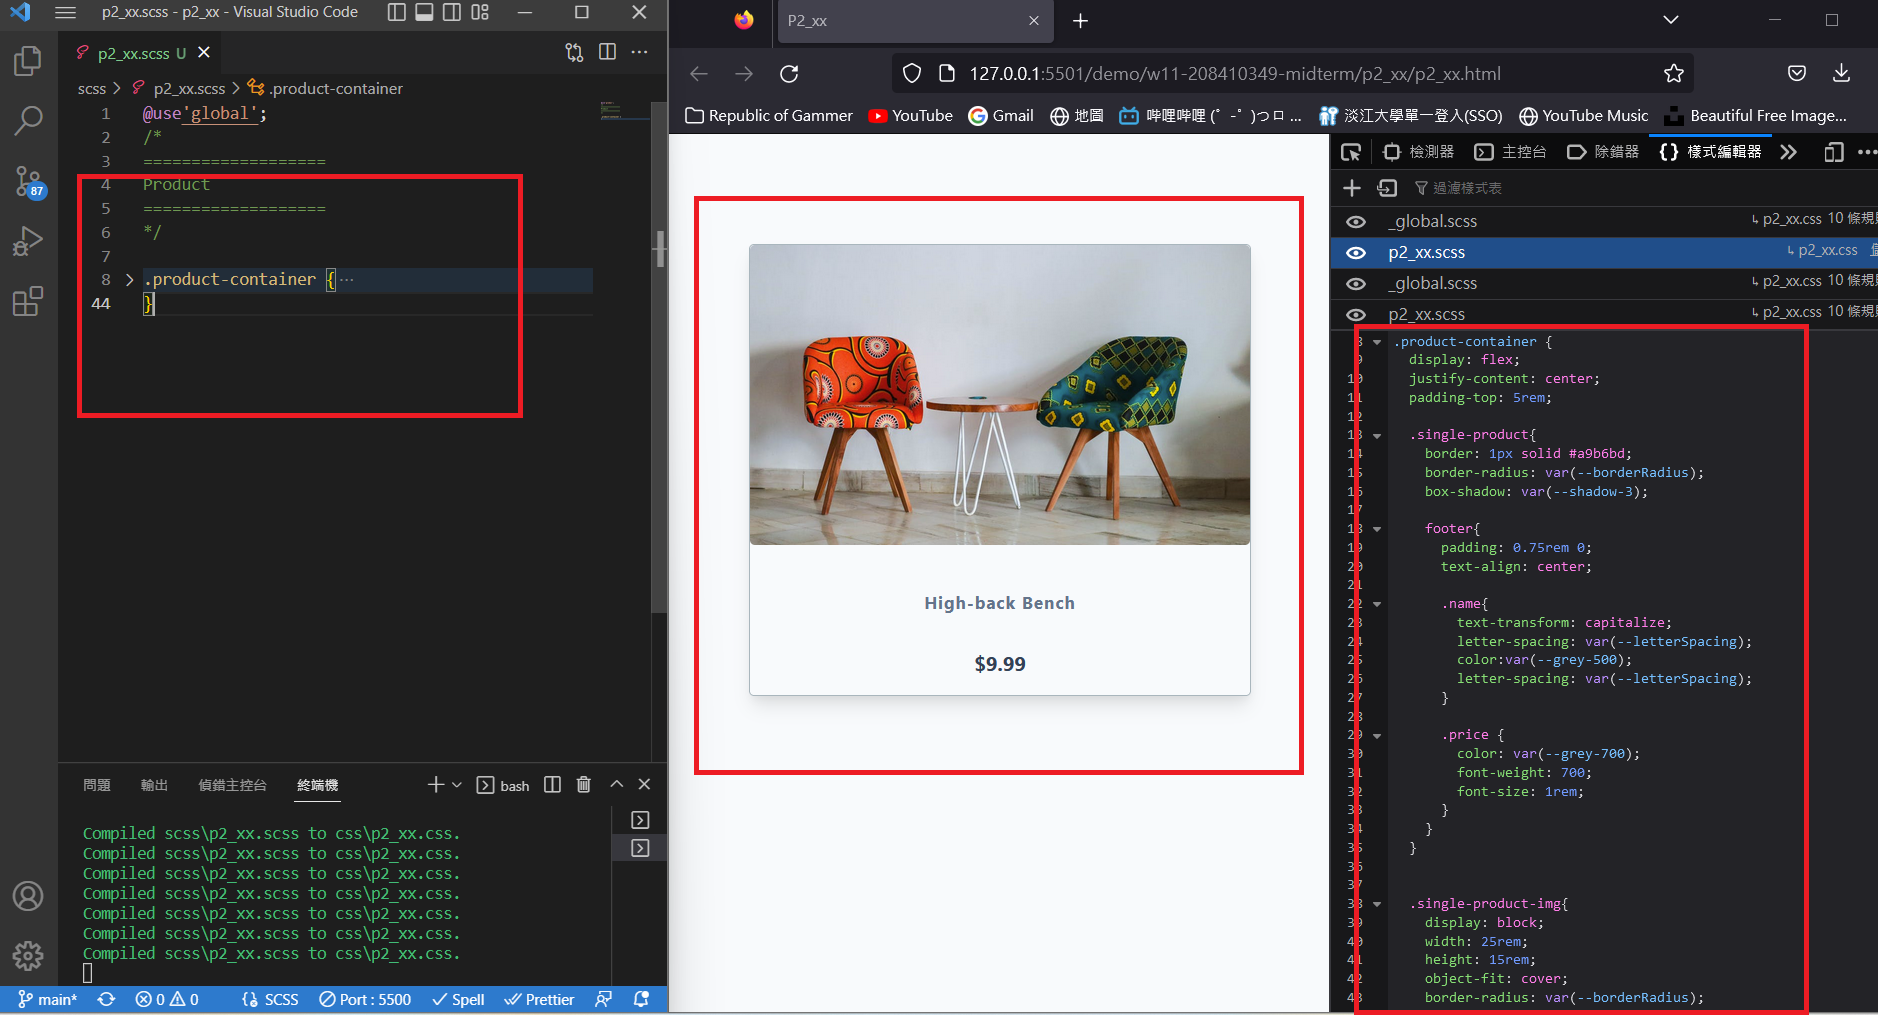 p2_xx.scss - p2_xx - Visual Studio Code
p2_xx.scss U
scss > p2_xx.scss > .product-container
1 @use'global';
2 /*
3 ===================
4 Product
5 ===================
6 */
7
8 .product-container {···
44 }
87
問題 輸出 偵錯主控台 終端機
bash
Compiled scss\p2_xx.scss to css\p2_xx.css.
Compiled scss\p2_xx.scss to css\p2_xx.css.
Compiled scss\p2_xx.scss to css\p2_xx.css.
Compiled scss\p2_xx.scss to css\p2_xx.css.
Compiled scss\p2_xx.scss to css\p2_xx.css.
Compiled scss\p2_xx.scss to css\p2_xx.css.
Compiled scss\p2_xx.scss to css\p2_xx.css.
main* 0 0 SCSS Port : 5500 Spell Prettier
P2_xx
127.0.0.1:5501/demo/w11-208410349-midterm/p2_xx/p2_xx.html
Republic of Gammer YouTube Gmail 地圖 哔哩哔哩 (゜-゜)つロ ... 淡江大學單一登入(SSO) YouTube Music Beautiful Free Image...
High-back Bench
$9.99
檢測器 主控台 除錯器 樣式編輯器
過濾樣式表
_global.scss ↳ p2_xx.css 10 條規
p2_xx.scss ↳ p2_xx.css
_global.scss ↳ p2_xx.css 10 條規
p2_xx.scss ↳ p2_xx.css 10 條規
8 .product-container {
9 display: flex;
10 justify-content: center;
11 padding-top: 5rem;
12
13 .single-product{
14 border: 1px solid #a9b6bd;
15 border-radius: var(--borderRadius);
16 box-shadow: var(--shadow-3);
17
18 footer{
19 padding: 0.75rem 0;
20 text-align: center;
21
22 .name{
23 text-transform: capitalize;
24 letter-spacing: var(--letterSpacing);
25 color:var(--grey-500);
26 letter-spacing: var(--letterSpacing);
27 }
28
29 .price {
30 color: var(--grey-700);
31 font-weight: 700;
32 font-size: 1rem;
33 }
34 }
35 }
36
37
38 .single-product-img{
39 display: block;
40 width: 25rem;
41 height: 15rem;
42 object-fit: cover;
43 border-radius: var(--borderRadius);